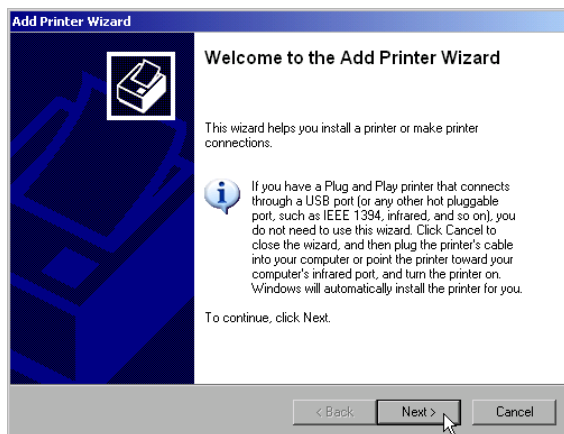 Add Printer Wizard
Welcome to the Add Printer Wizard
This wizard helps you install a printer or make printer
connections.
If you have a Plug and Play printer that connects
through a USB port (or any other hot pluggable
port, such as IEEE 1394, infrared, and so on), you
do not need to use this wizard. Click Cancel to
close the wizard, and then plug the printer's cable
into your computer or point the printer toward your
computer's infrared port, and turn the printer on.
Windows will automatically install the printer for you.
To continue, click Next.
< Back Next > Cancel